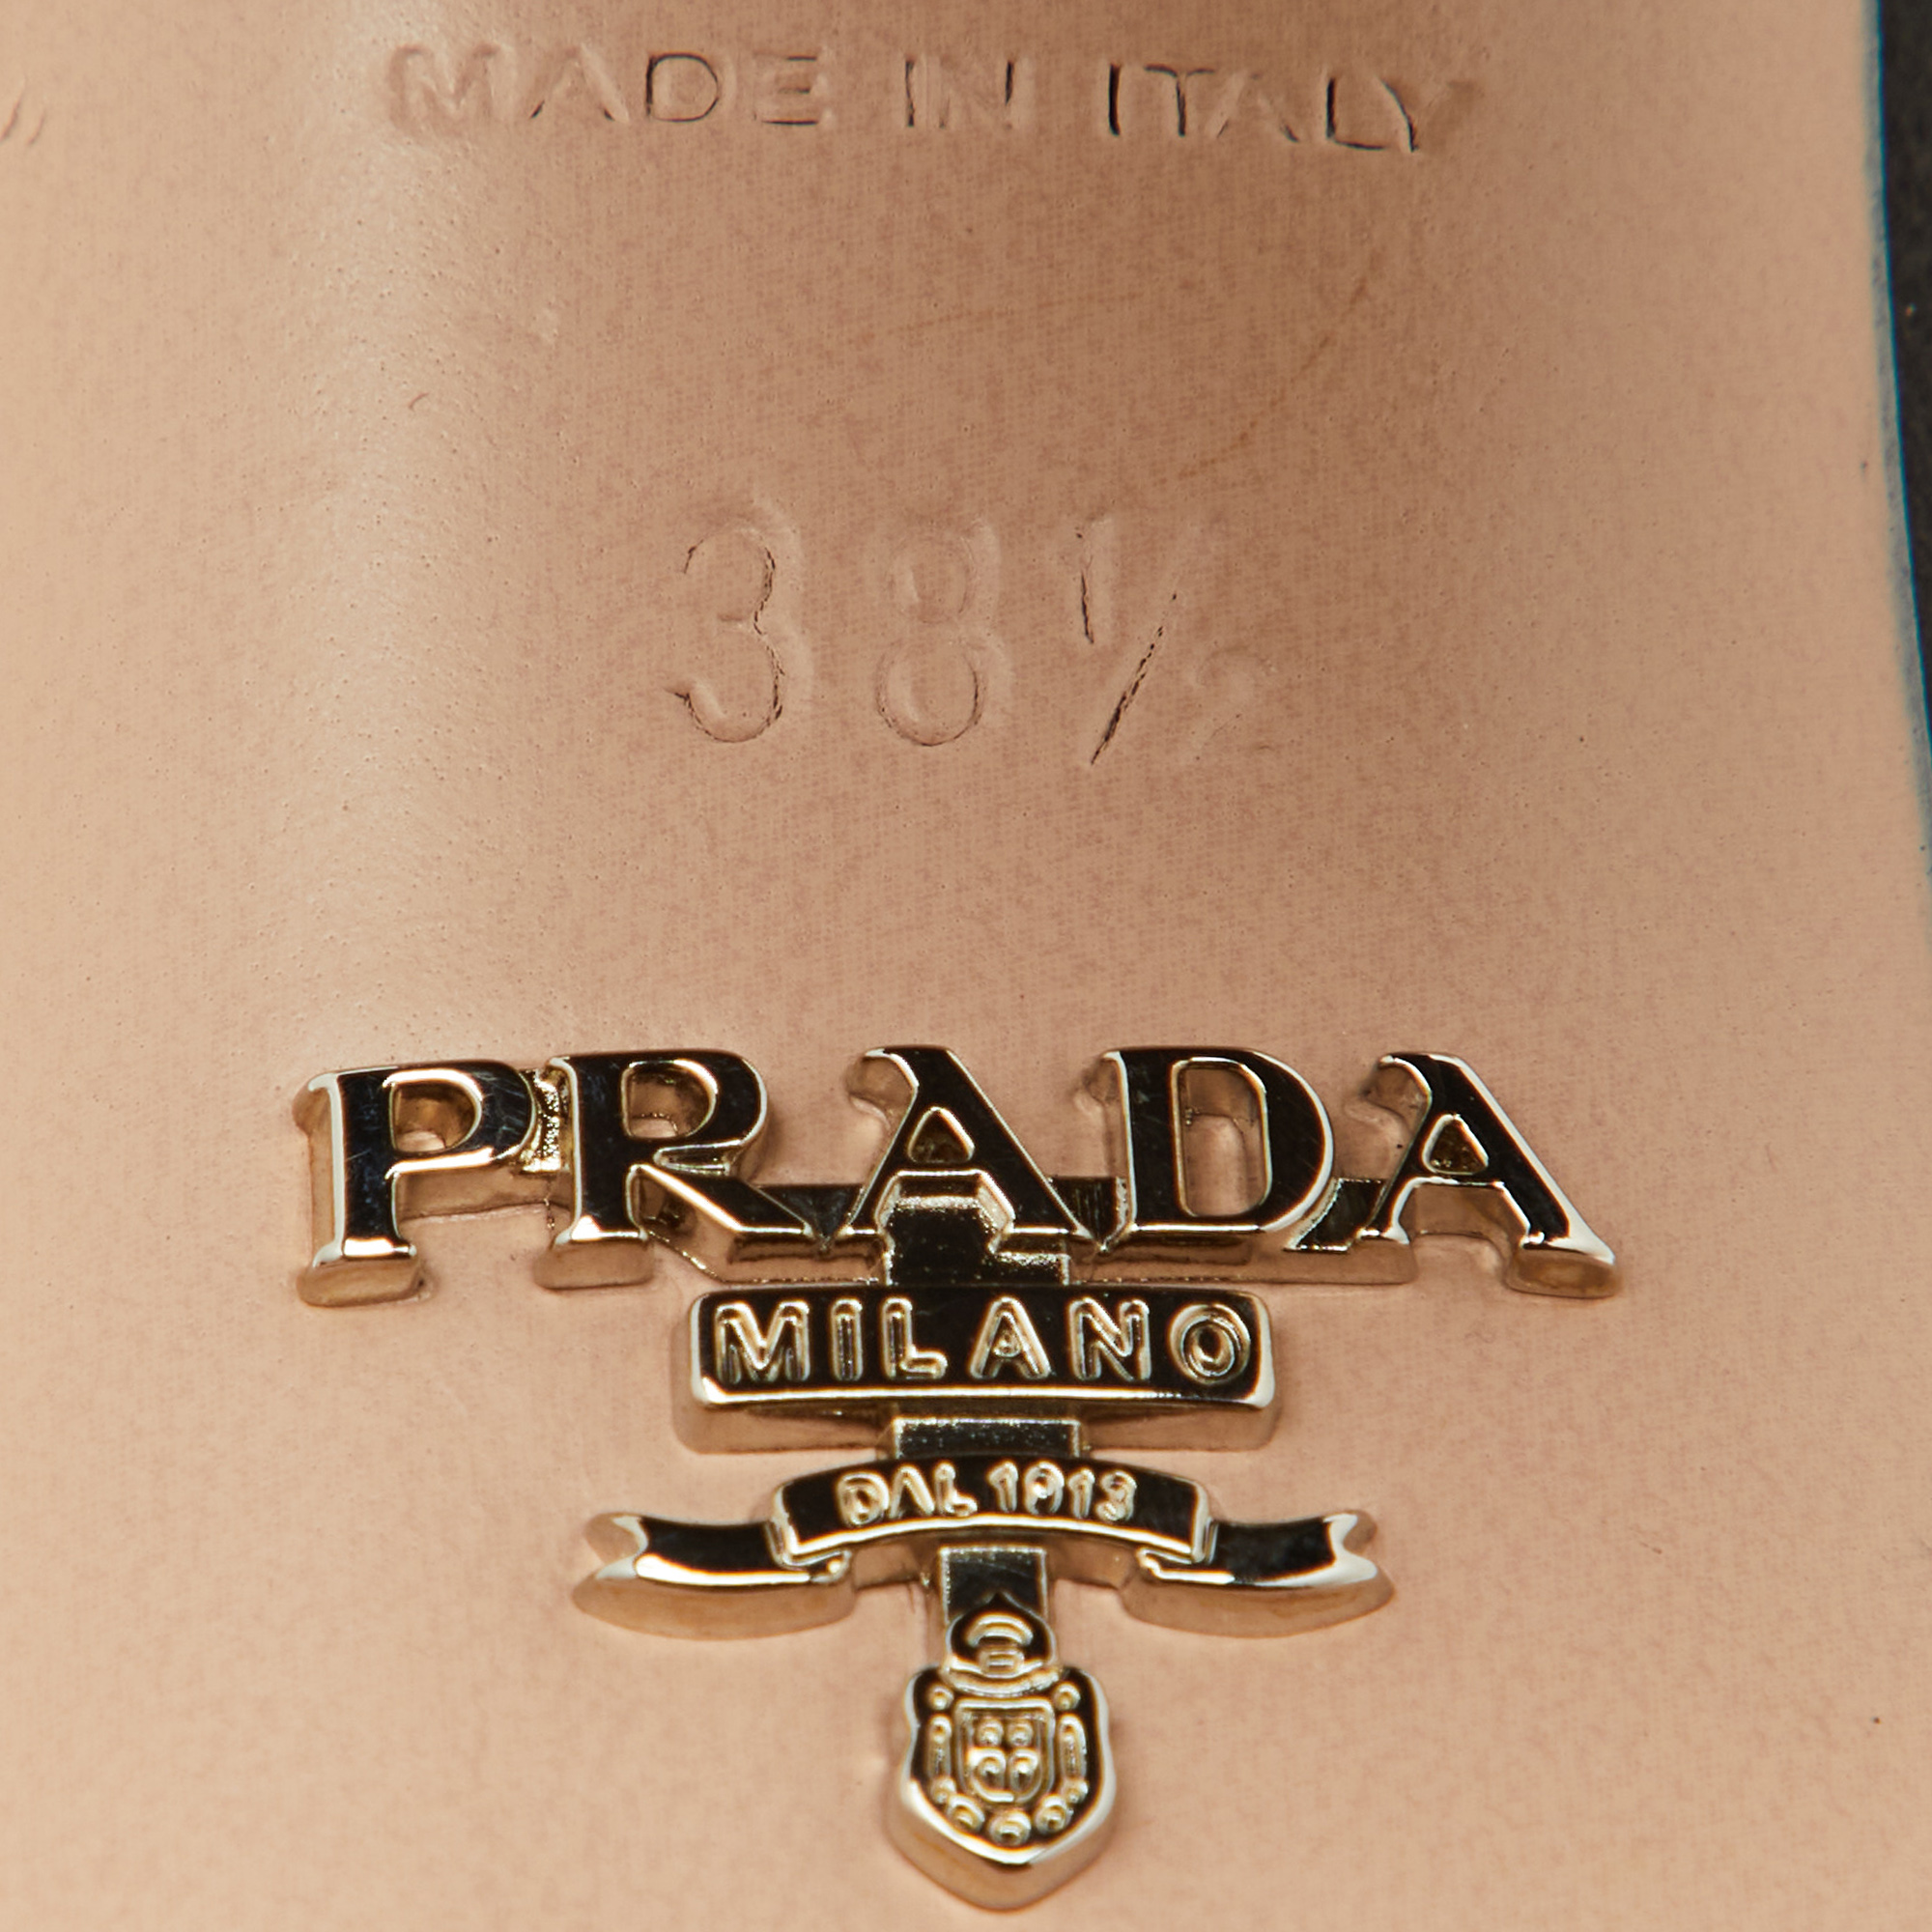 MADE IN ITALY
38½
PRADA
MILANO
DAL 1913